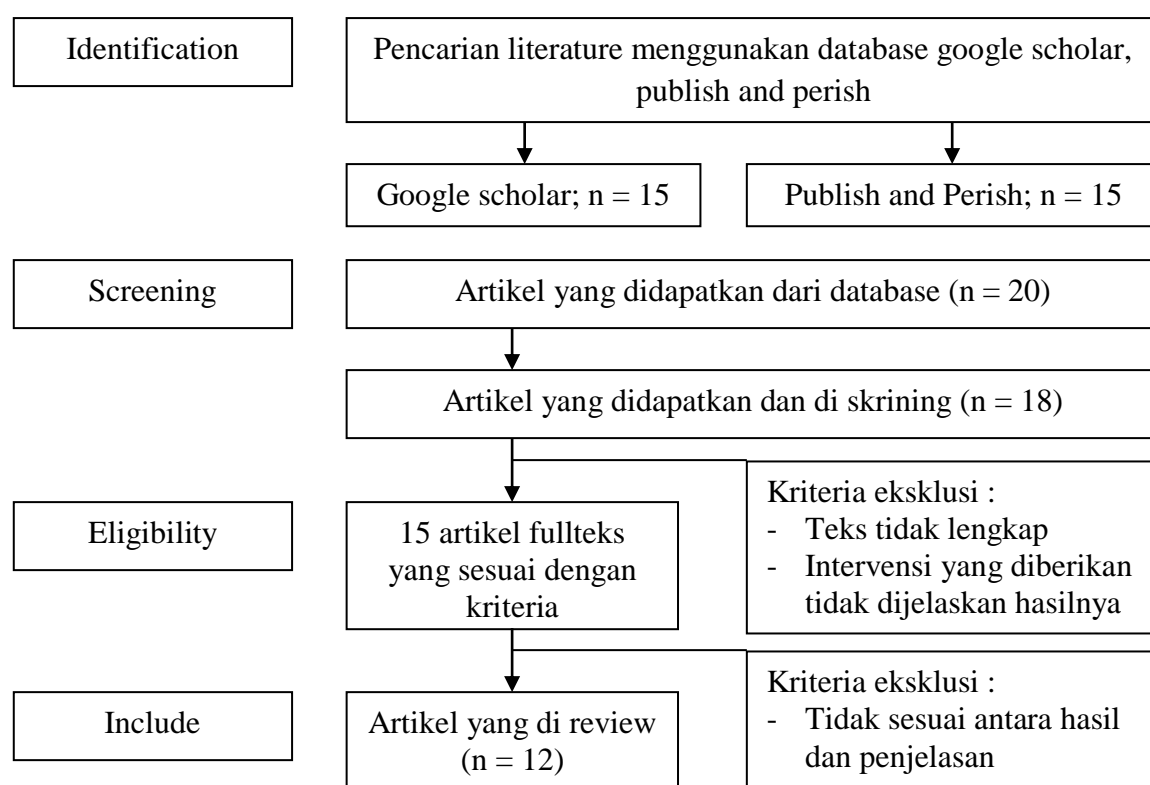 Identification
Pencarian literature menggunakan database google scholar,
publish and perish
Google scholar; n = 15
Publish and Perish; n = 15
Screening
Artikel yang didapatkan dari database (n = 20)
Artikel yang didapatkan dan di skrining (n = 18)
Eligibility
15 artikel fullteks
yang sesuai dengan
kriteria
Kriteria eksklusi :
- Teks tidak lengkap
- Intervensi yang diberikan
tidak dijelaskan hasilnya
Include
Artikel yang di review
(n = 12)
Kriteria eksklusi :
- Tidak sesuai antara hasil
dan penjelasan